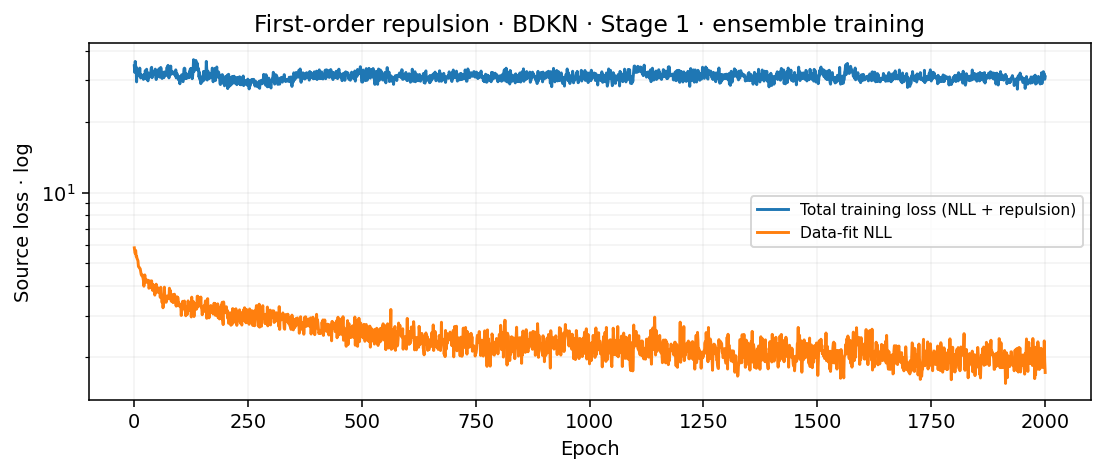 First-order repulsion · BDKN · Stage 1 · ensemble training
Source loss · log
10¹
Total training loss (NLL + repulsion)
Data-fit NLL
0 250 500 750 1000 1250 1500 1750 2000
Epoch